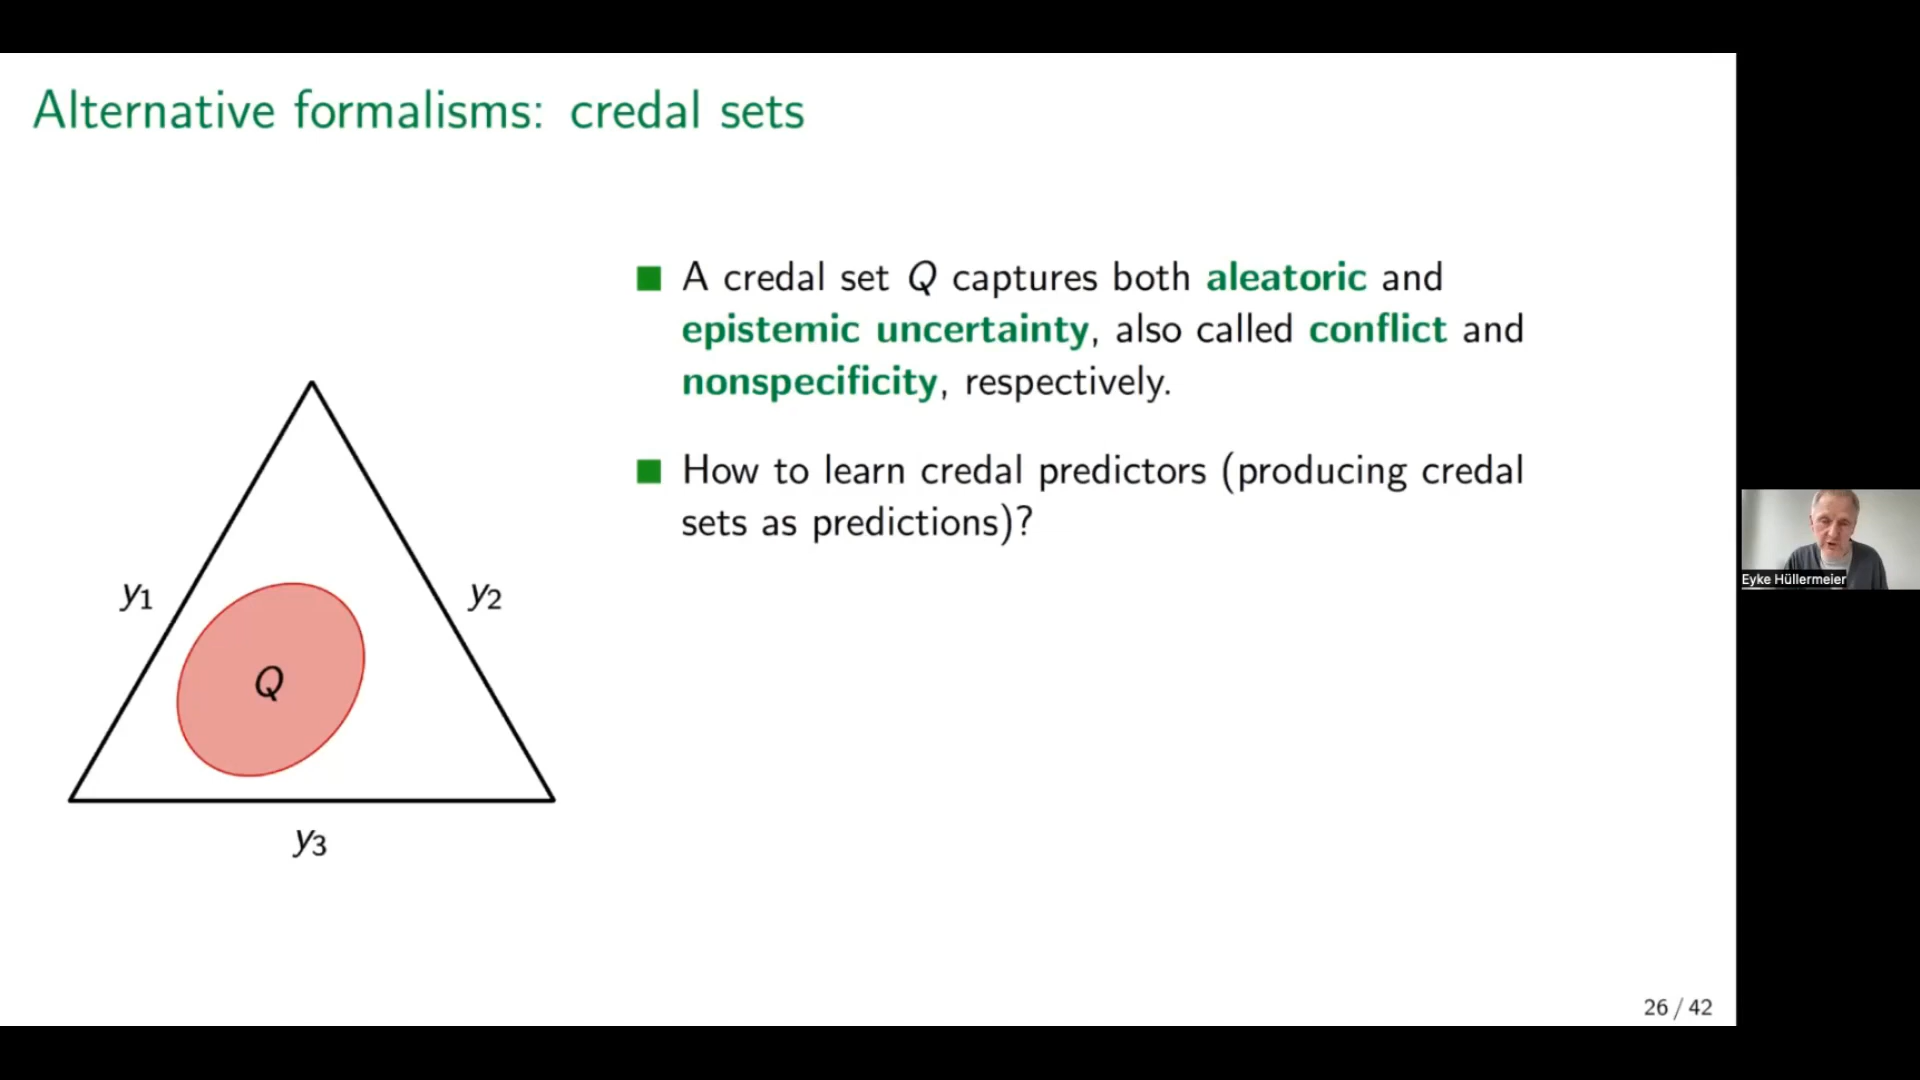 Alternative formalisms: credal sets
A credal set Q captures both aleatoric and
epistemic uncertainty, also called conflict and
nonspecificity, respectively.
How to learn credal predictors (producing credal
sets as predictions)?
y1
y2
Q
y3
Eyke Hüllermeier
26 / 42